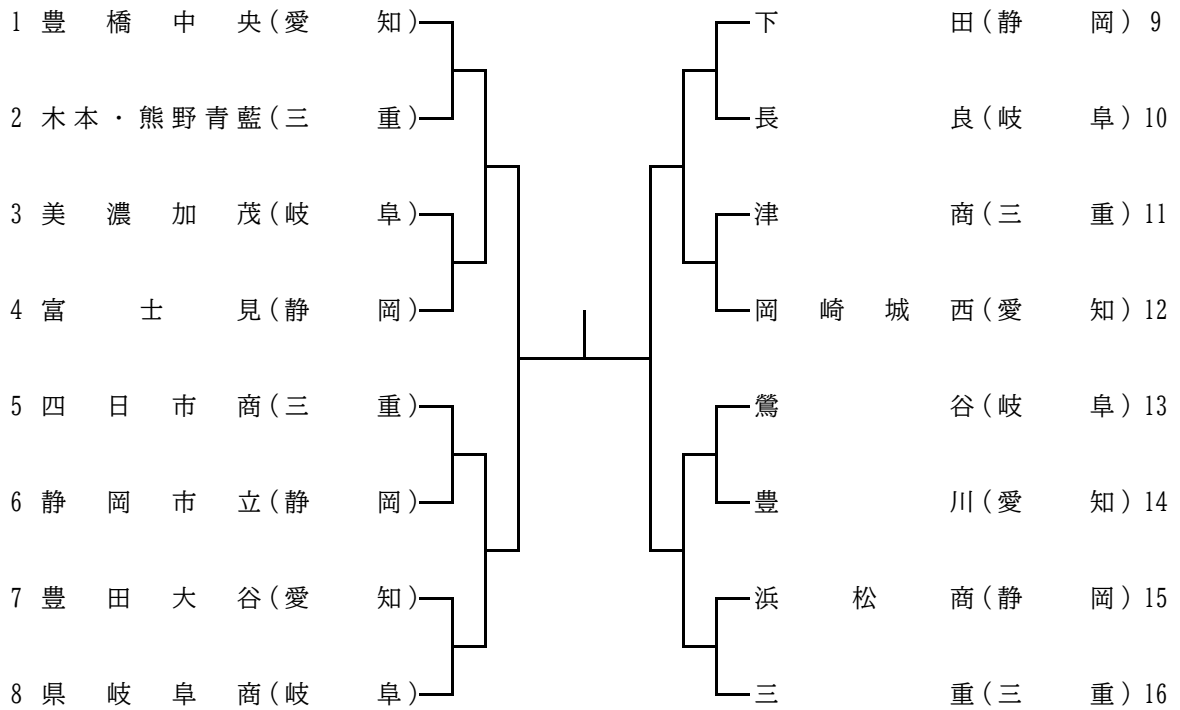 1 豊橋中央(愛知)
2 木本・熊野青藍(三重)
3 美濃加茂(岐阜)
4 富士見(静岡)
5 四日市商(三重)
6 静岡市立(静岡)
7 豊田大谷(愛知)
8 県岐阜商(岐阜)
下田(静岡) 9
長良(岐阜) 10
津商(三重) 11
岡崎城西(愛知) 12
鶯谷(岐阜) 13
豊川(愛知) 14
浜松商(静岡) 15
三重(三重) 16